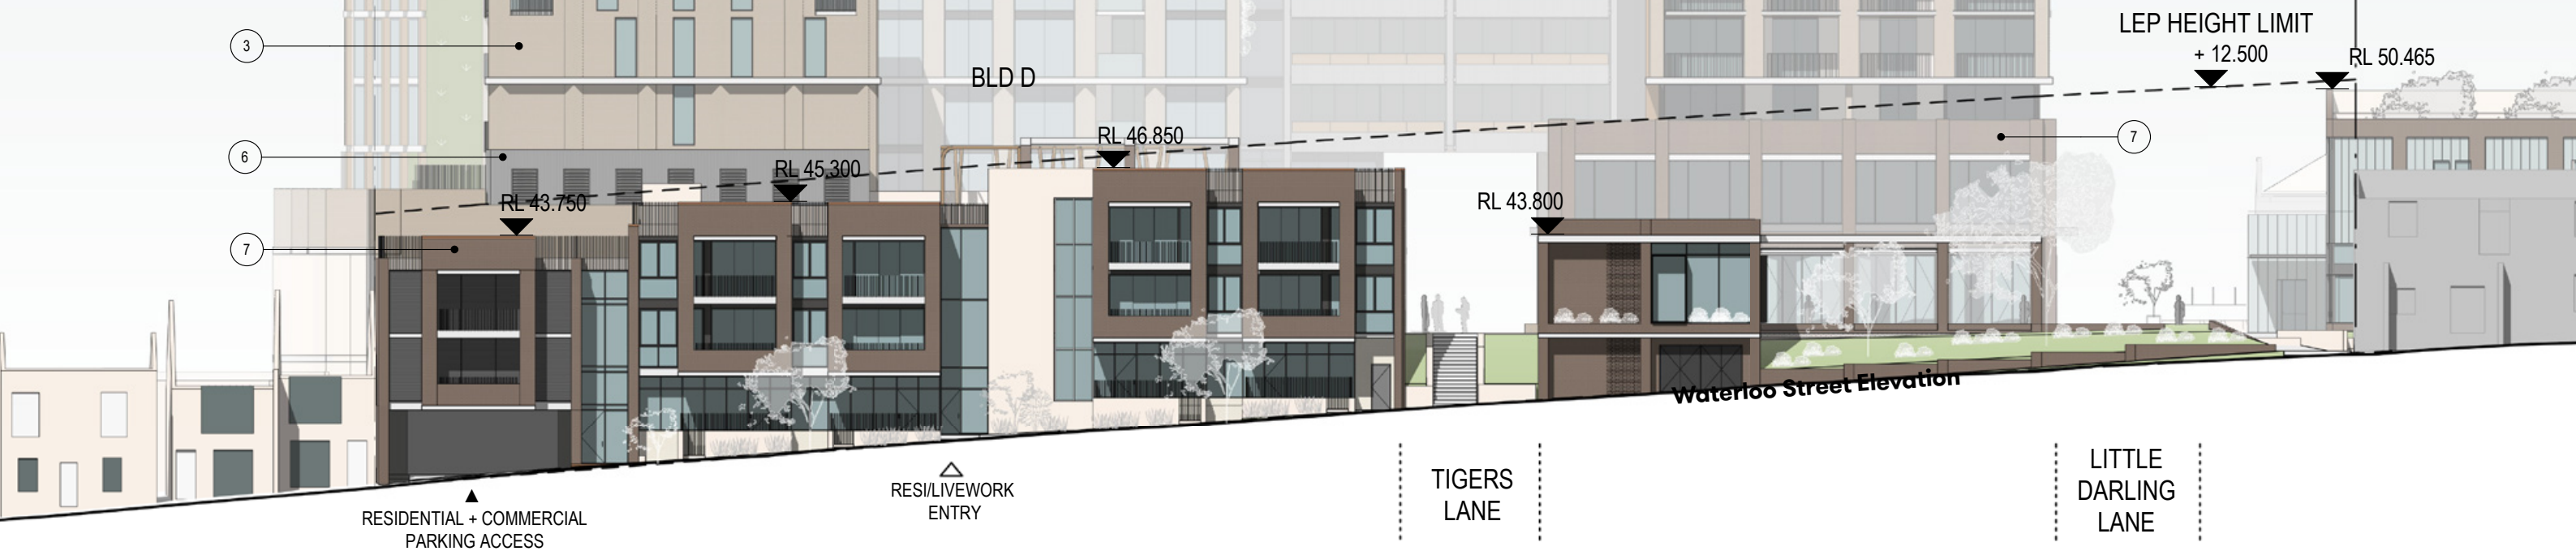 LEP HEIGHT LIMIT
+ 12.500
RL 50.465
3
BLD D
RL 46.850
7
6
RL 45.300
RL 43.750
RL 43.800
7
Waterloo Street Elevation
RESI/LIVEWORK
ENTRY
TIGERS
LANE
LITTLE
DARLING
LANE
RESIDENTIAL + COMMERCIAL
PARKING ACCESS